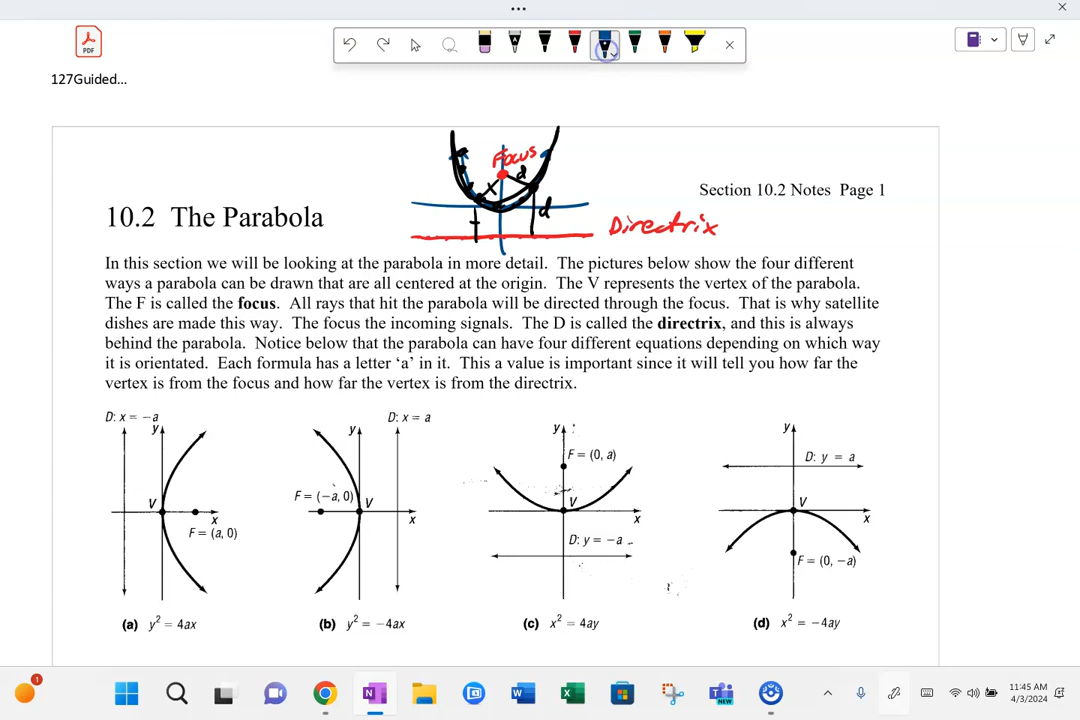 PDF
127Guided...
Focus
d
x
d
Directrix
Section 10.2 Notes Page 1
10.2 The Parabola
In this section we will be looking at the parabola in more detail. The pictures below show the four different
ways a parabola can be drawn that are all centered at the origin. The V represents the vertex of the parabola.
The F is called the focus. All rays that hit the parabola will be directed through the focus. That is why satellite
dishes are made this way. The focus the incoming signals. The D is called the directrix, and this is always
behind the parabola. Notice below that the parabola can have four different equations depending on which way
it is orientated. Each formula has a letter ‘a’ in it. This a value is important since it will tell you how far the
vertex is from the focus and how far the vertex is from the directrix.
D: x = −a
y
V
x
F = (a, 0)
(a) y² = 4ax
D: x = a
y
F = (−a, 0)
V
x
(b) y² = −4ax
y
F = (0, a)
V
x
D: y = −a
(c) x² = 4ay
y
D: y = a
V
x
F = (0, −a)
(d) x² = −4ay
1
NEW
11:45 AM
4/3/2024